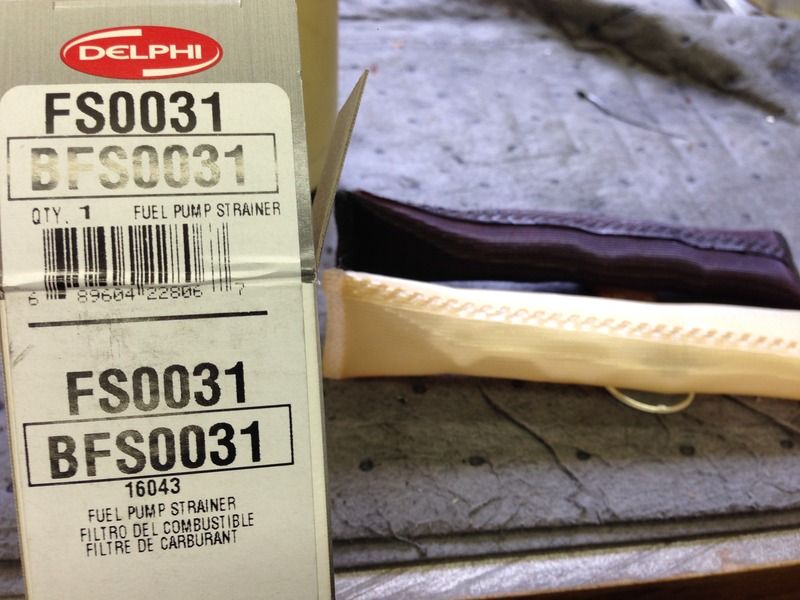 DELPHI
FS0031
BFS0031
QTY. 1 FUEL PUMP STRAINER
6 89604 22806 7
FS0031
BFS0031
16043
FUEL PUMP STRAINER
FILTRO DEL COMBUSTIBLE
FILTRE DE CARBURANT